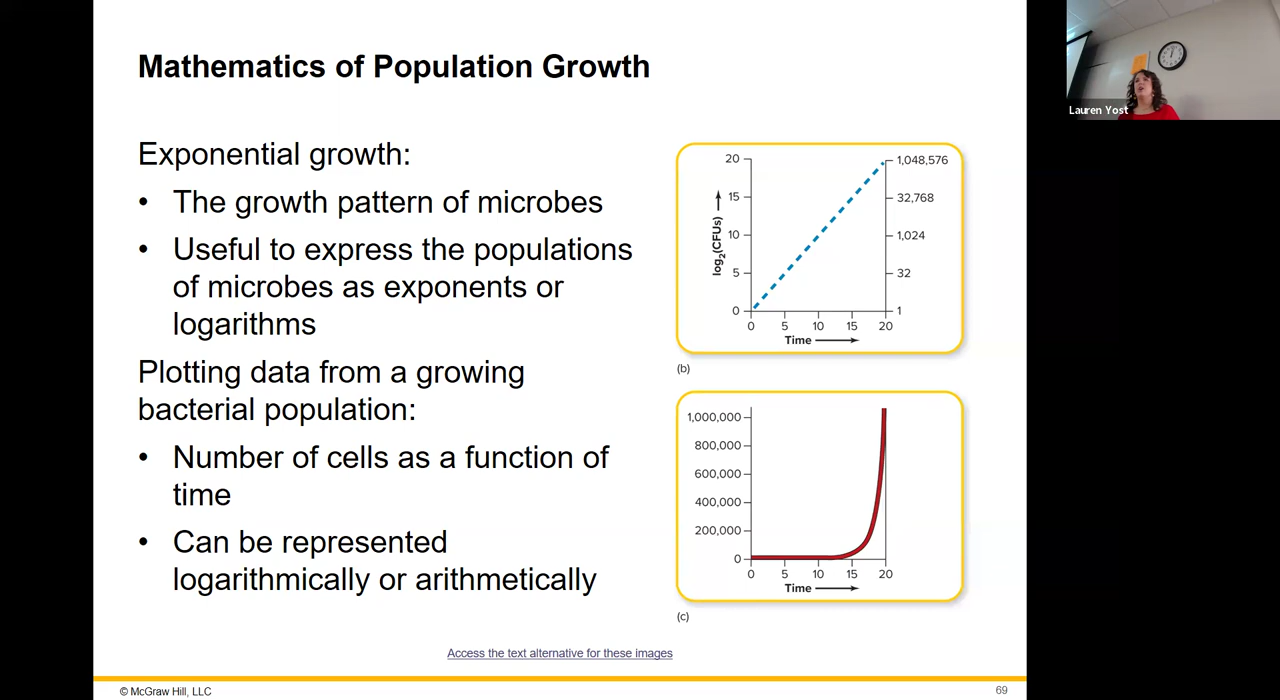 Mathematics of Population Growth
Lauren Yost
Exponential growth:
• The growth pattern of microbes
• Useful to express the populations
of microbes as exponents or
logarithms
Plotting data from a growing
bacterial population:
• Number of cells as a function of
time
• Can be represented
logarithmically or arithmetically
20
15
10
5
0
log₂(CFUs)
1,048,576
32,768
1,024
32
1
0 5 10 15 20
Time
(b)
1,000,000
800,000
600,000
400,000
200,000
0
0 5 10 15 20
Time
(c)
Access the text alternative for these images
© McGraw Hill, LLC
69